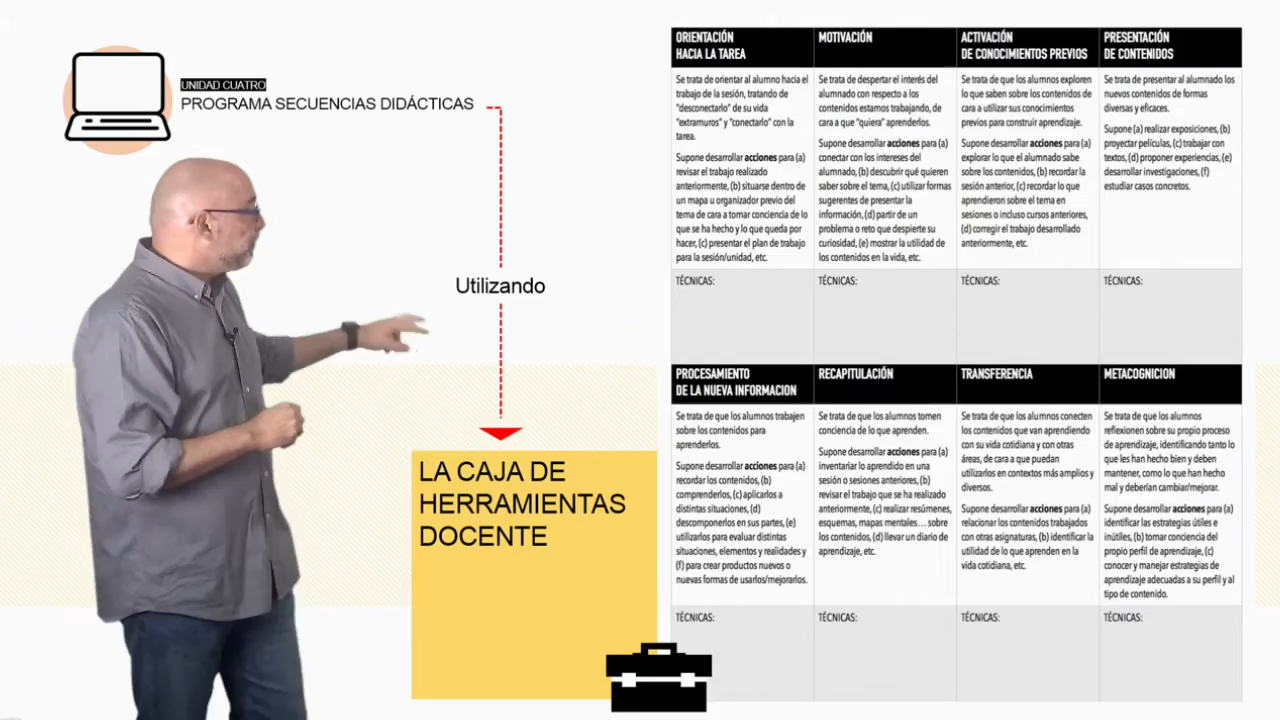 UNIDAD CUATRO
PROGRAMA SECUENCIAS DIDÁCTICAS
Utilizando
LA CAJA DE
HERRAMIENTAS
DOCENTE
ORIENTACIÓN
HACIA LA TAREA
Se trata de orientar al alumno hacia el
trabajo de la sesión, tratando de
"desconectarlo" de su vida
"extramuros" y "conectarlo" con la
tarea.
Supone desarrollar acciones para (a)
revisar el trabajo realizado
anteriormente, (b) situarse dentro de
un mapa u organizador previo del
tema de cara a tomar conciencia de lo
que se ha hecho y lo que queda por
hacer, (c) presentar el plan de trabajo
para la sesión/unidad, etc.
TÉCNICAS:
MOTIVACIÓN
Se trata de despertar el interés del
alumnado con respecto a los
contenidos estamos trabajando, de
cara a que "quiera" aprenderlos.
Supone desarrollar acciones para (a)
conectar con los intereses del
alumnado, (b) descubrir qué quieren
saber sobre el tema, (c) utilizar formas
sugerentes de presentar la
información, (d) partir de un
problema o reto que despierte su
curiosidad, (e) mostrar la utilidad de
los contenidos en la vida, etc.
TÉCNICAS:
ACTIVACIÓN
DE CONOCIMIENTOS PREVIOS
Se trata de que los alumnos exploren
lo que saben sobre los contenidos de
cara a utilizar sus conocimientos
previos para construir aprendizaje.
Supone desarrollar acciones para (a)
explorar lo que el alumnado sabe
sobre los contenidos, (b) recordar la
sesión anterior, (c) recordar lo que
aprendieron sobre el tema en
sesiones o incluso cursos anteriores,
(d) corregir el trabajo desarrollado
anteriormente, etc.
TÉCNICAS:
PRESENTACIÓN
DE CONTENIDOS
Se trata de presentar al alumnado los
nuevos contenidos de formas
diversas y eficaces.
Supone (a) realizar exposiciones, (b)
proyectar películas, (c) trabajar con
textos, (d) proponer experiencias, (e)
desarrollar investigaciones, (f)
estudiar casos concretos.
TÉCNICAS:
PROCESAMIENTO
DE LA NUEVA INFORMACION
Se trata de que los alumnos trabajen
sobre los contenidos para
aprenderlos.
Supone desarrollar acciones para (a)
recordar los contenidos, (b)
comprenderlos, (c) aplicarlos a
distintas situaciones, (d)
descomponerlos en sus partes, (e)
utilizarlos para evaluar distintas
situaciones, elementos y realidades y
(f) para crear productos nuevos o
nuevas formas de usarlos/mejorarlos.
TÉCNICAS:
RECAPITULACIÓN
Se trata de que los alumnos tomen
conciencia de lo que aprenden.
Supone desarrollar acciones para (a)
inventariar lo aprendido en una
sesión o sesiones anteriores, (b)
revisar el trabajo que se ha realizado
anteriormente, (c) realizar resúmenes,
esquemas, mapas mentales... sobre
los contenidos, (d) llevar un diario de
aprendizaje, etc.
TÉCNICAS:
TRANSFERENCIA
Se trata de que los alumnos conecten
los contenidos que van aprendiendo
con su vida cotidiana y con otras
áreas, de cara a que puedan
utilizarlos en contextos más amplios y
diversos.
Supone desarrollar acciones para (a)
relacionar los contenidos trabajados
con otras asignaturas, (b) identificar la
utilidad de lo que aprenden en la
vida cotidiana, etc.
TÉCNICAS:
METACOGNICION
Se trata de que los alumnos
reflexionen sobre su propio proceso
de aprendizaje, identificando tanto lo
que les han hecho bien y deben
mantener, como lo que han hecho
mal y deberían cambiar/mejorar.
Supone desarrollar acciones para (a)
identificar las estrategias útiles e
inútiles, (b) tomar conciencia del
propio perfil de aprendizaje, (c)
conocer y manejar estrategias de
aprendizaje adecuadas a su perfil y al
tipo de contenido.
TÉCNICAS: